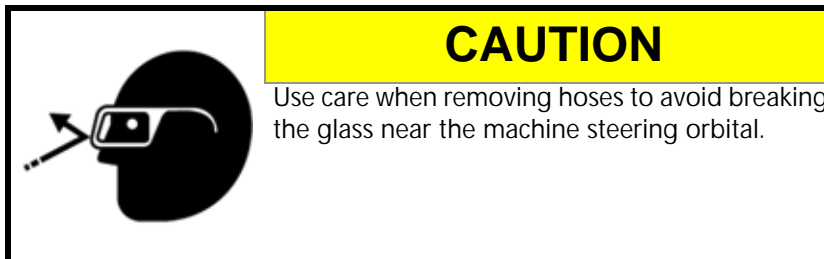 CAUTION
Use care when removing hoses to avoid breaking
the glass near the machine steering orbital.